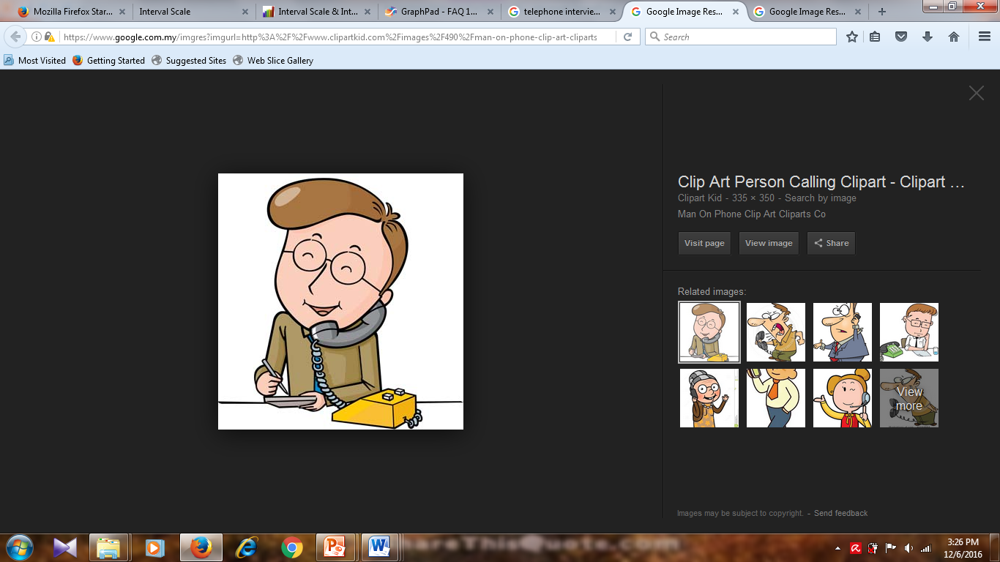 Mozilla Firefox Star...
Interval Scale
Interval Scale & Int...
GraphPad - FAQ 1...
telephone intervie...
Google Image Res...
Google Image Res...
https://www.google.com.my/imgres?imgurl=http%3A%2F%2Fwww.clipartkid.com%2Fimages%2F490%2Fman-on-phone-clip-art-cliparts
Search
Most Visited
Getting Started
Suggested Sites
Web Slice Gallery
Clip Art Person Calling Clipart - Clipart ...
Clipart Kid - 335 × 350 - Search by image
Man On Phone Clip Art Cliparts Co
Visit page
View image
Share
Related images:
View
more
Images may be subject to copyright. - Send feedback
3:26 PM
12/6/2016